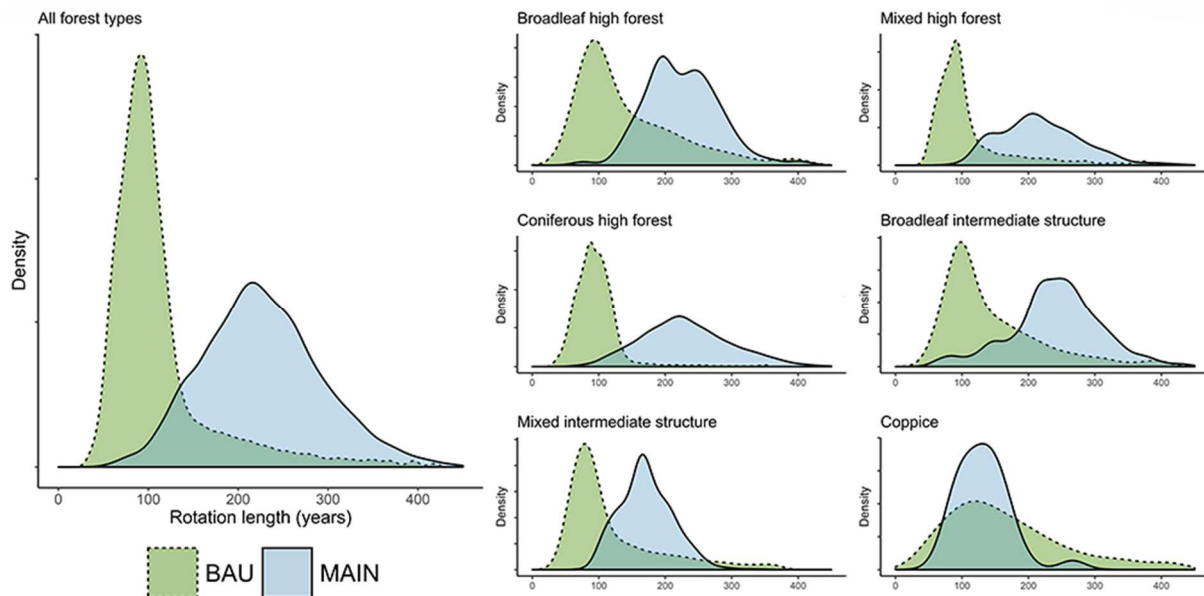 All forest types
Density
0 100 200 300 400
Rotation length (years)
BAU MAIN
Broadleaf high forest
Density
0 100 200 300 400
Mixed high forest
Density
0 100 200 300 400
Coniferous high forest
Density
0 100 200 300 400
Broadleaf intermediate structure
Density
0 100 200 300 400
Mixed intermediate structure
Density
0 100 200 300 400
Coppice
Density
0 100 200 300 400